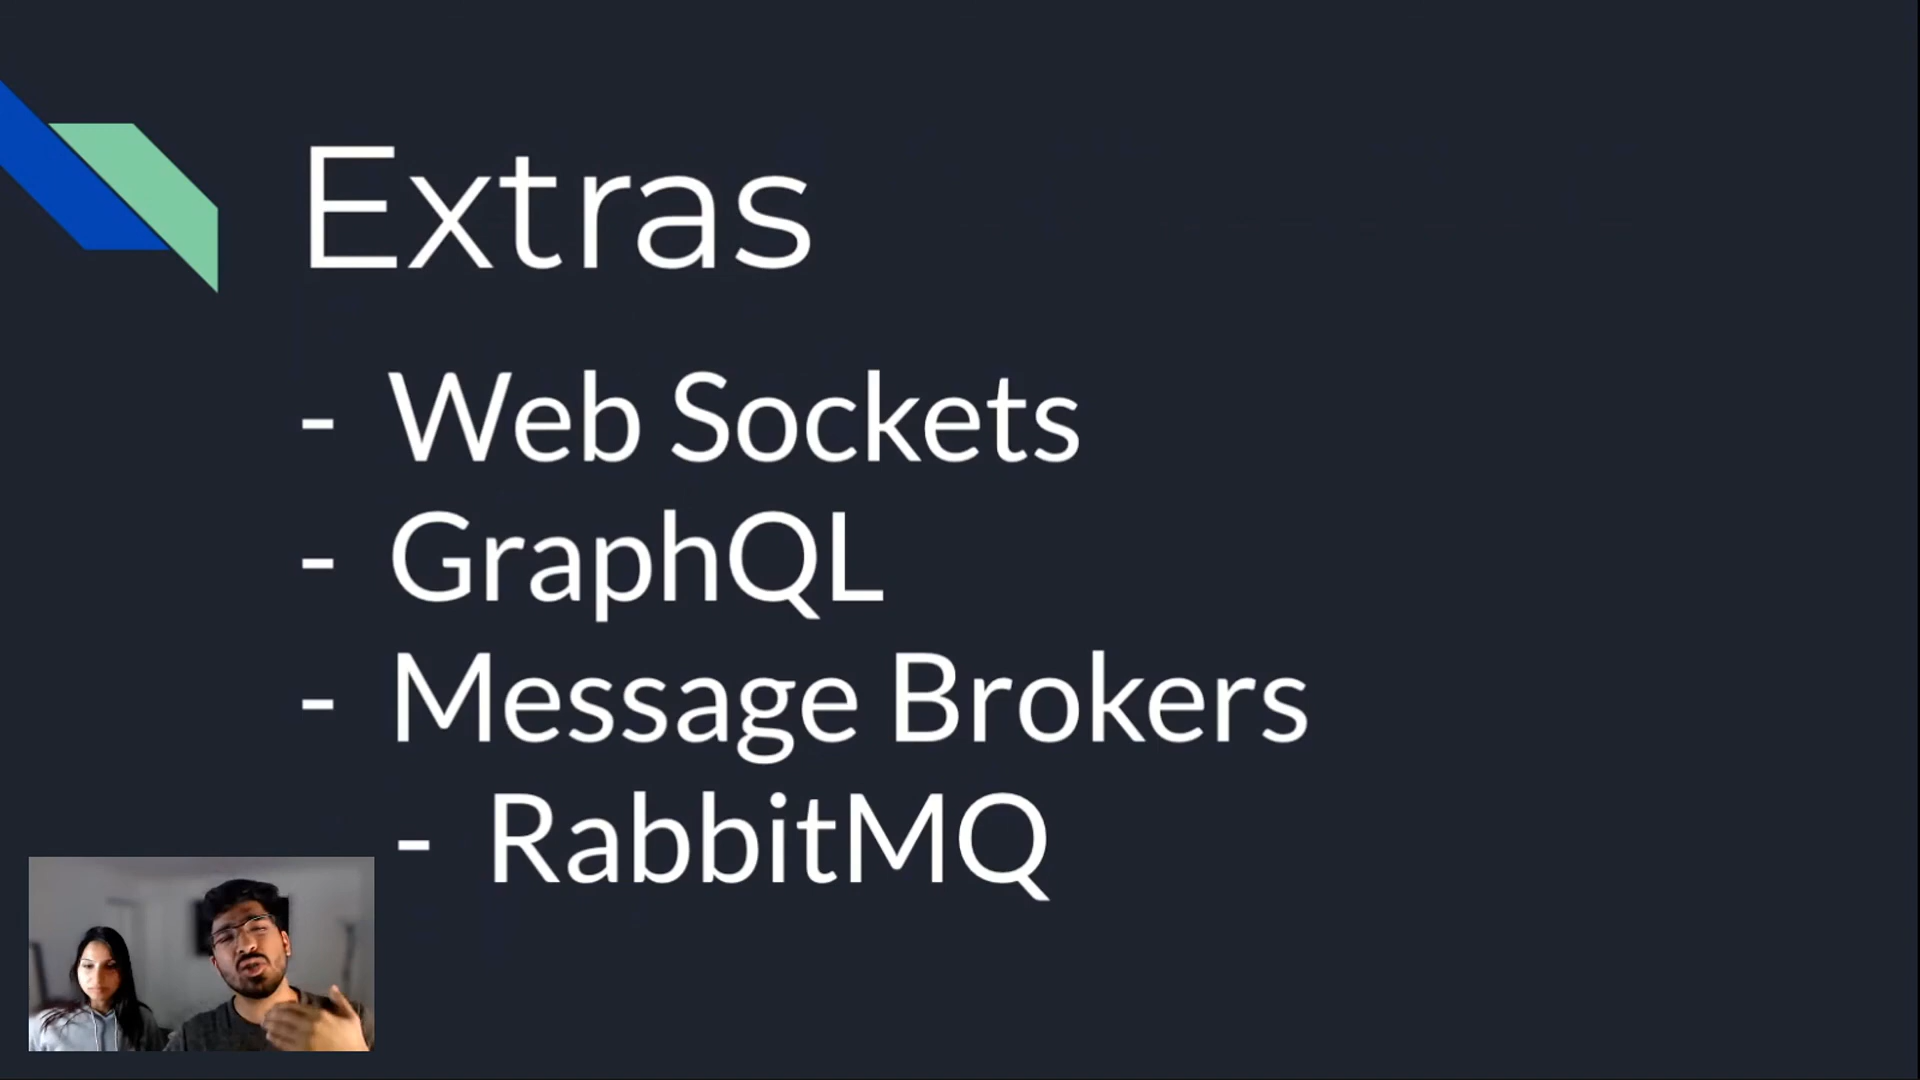 Extras
- Web Sockets
- GraphQL
- Message Brokers
- RabbitMQ